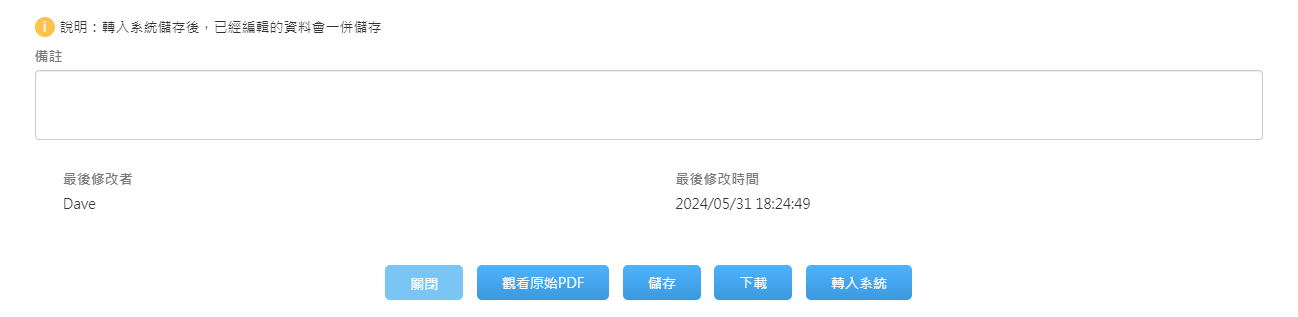 說明：轉入系統儲存後，已經編輯的資料會一併儲存
備註
最後修改者
最後修改時間
Dave
2024/05/31 18:24:49
關閉
觀看原始PDF
儲存
下載
轉入系統